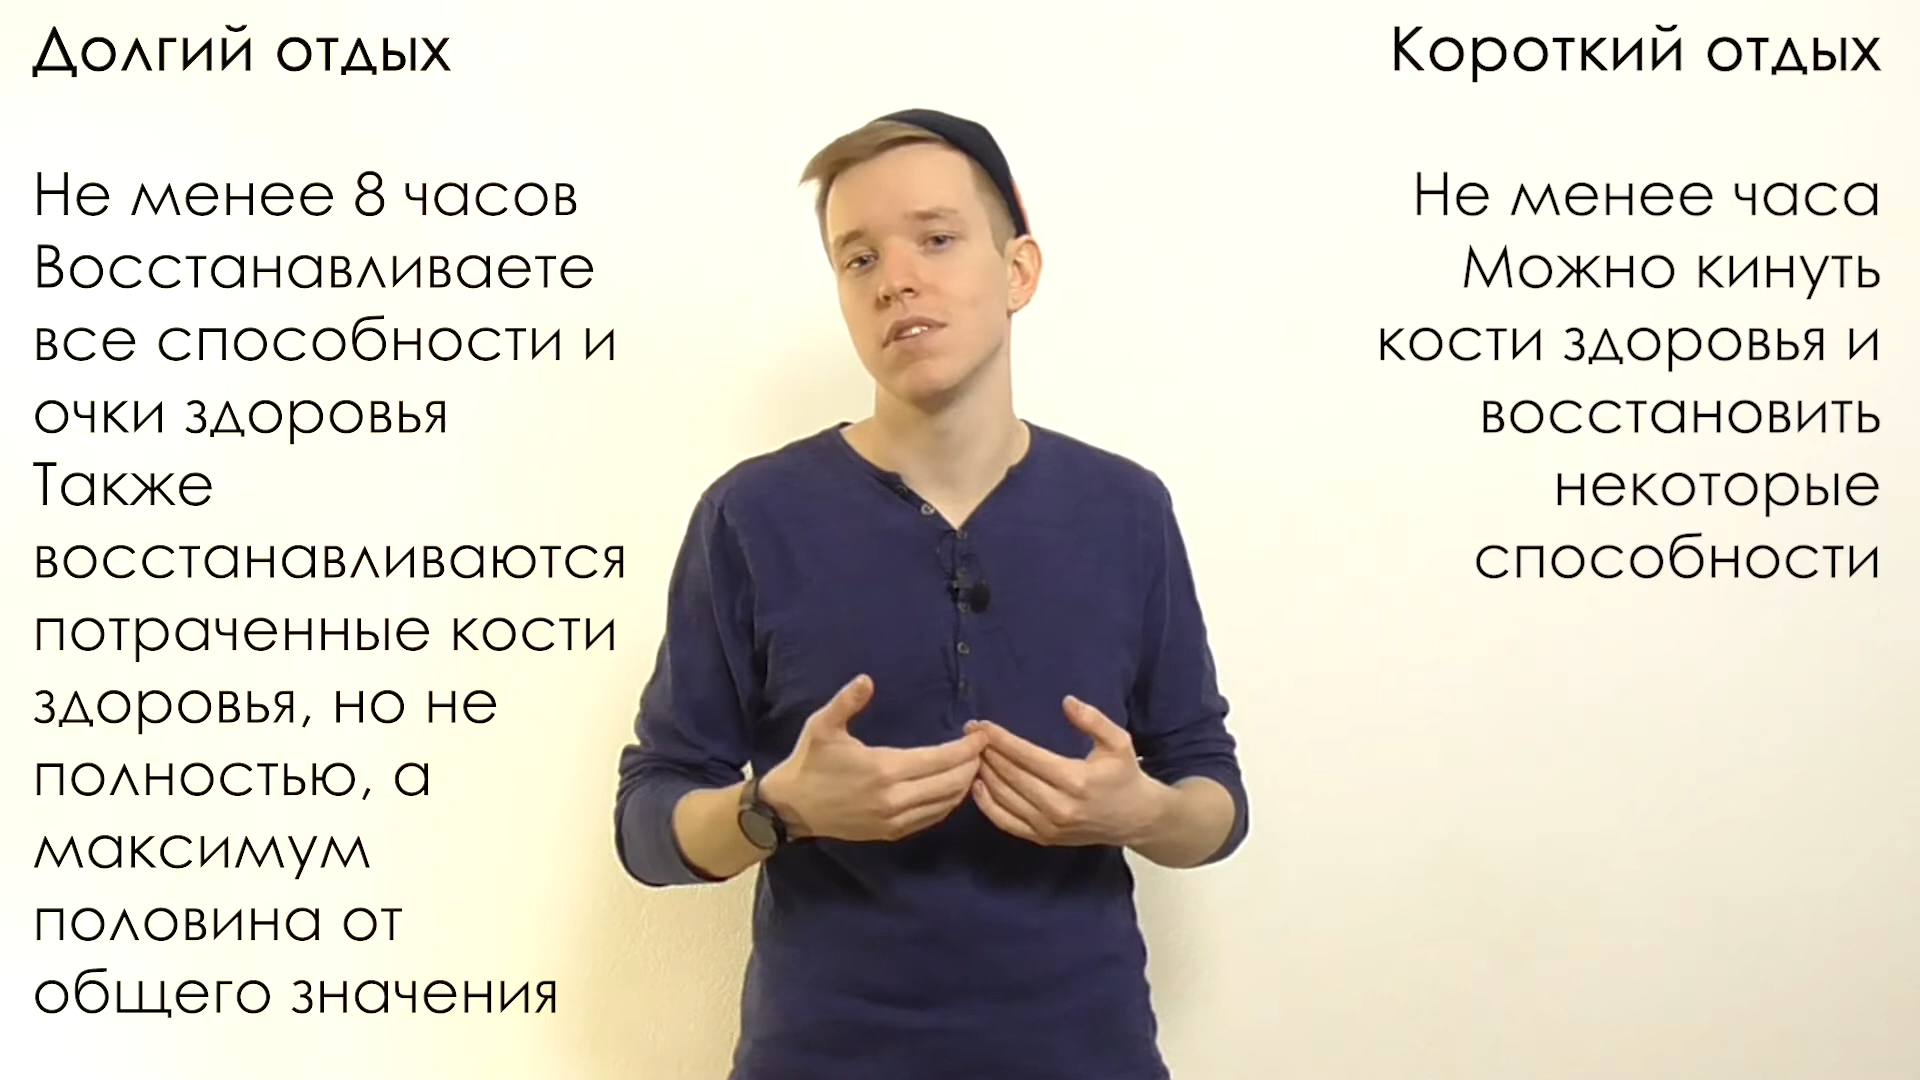 Долгий отдых
Не менее 8 часов
Восстанавливаете
все способности и
очки здоровья
Также
восстанавливаются
потраченные кости
здоровья, но не
полностью, а
максимум
половина от
общего значения
Короткий отдых
Не менее часа
Можно кинуть
кости здоровья и
восстановить
некоторые
способности